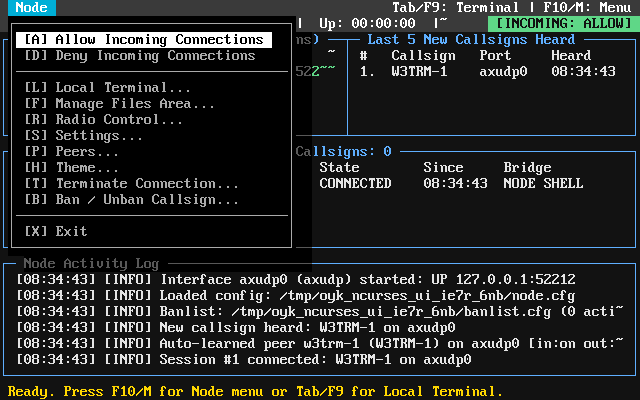 Node Tab/F9: Terminal | F10/M: Menu
| Up: 00:00:00 |~ [INCOMING: ALLOW]
[A] Allow Incoming Connections
[D] Deny Incoming Connections
[L] Local Terminal...
[F] Manage Files Area...
[R] Radio Control...
[S] Settings...
[P] Peers...
[H] Theme...
[T] Terminate Connection...
[B] Ban / Unban Callsign...
[X] Exit
s)
~
522~~
Last 5 New Callsigns Heard
# Callsign Port Heard
1. W3TRM-1 axudp0 08:34:43
Callsigns: 0
State Since Bridge
CONNECTED 08:34:43 NODE SHELL
Node Activity Log
[08:34:43] [INFO] Interface axudp0 (axudp) started: UP 127.0.0.1:52212
[08:34:43] [INFO] Loaded config: /tmp/oyk_ncurses_ui_ie7r_6nb/node.cfg
[08:34:43] [INFO] Banlist: /tmp/oyk_ncurses_ui_ie7r_6nb/banlist.cfg (0 acti~
[08:34:43] [INFO] New callsign heard: W3TRM-1 on axudp0
[08:34:43] [INFO] Auto-learned peer w3trm-1 (W3TRM-1) on axudp0 [in:on out:~
[08:34:43] [INFO] Session #1 connected: W3TRM-1 on axudp0
Ready. Press F10/M for Node menu or Tab/F9 for Local Terminal.